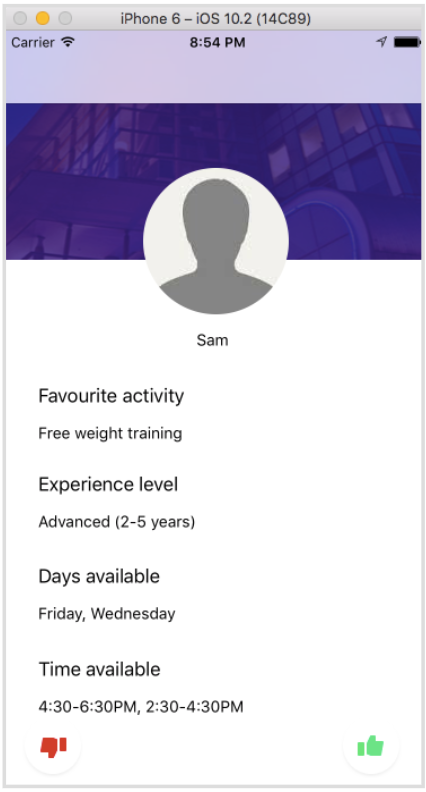 iPhone 6 – iOS 10.2 (14C89)
Carrier 8:54 PM
Sam
Favourite activity
Free weight training
Experience level
Advanced (2-5 years)
Days available
Friday, Wednesday
Time available
4:30-6:30PM, 2:30-4:30PM